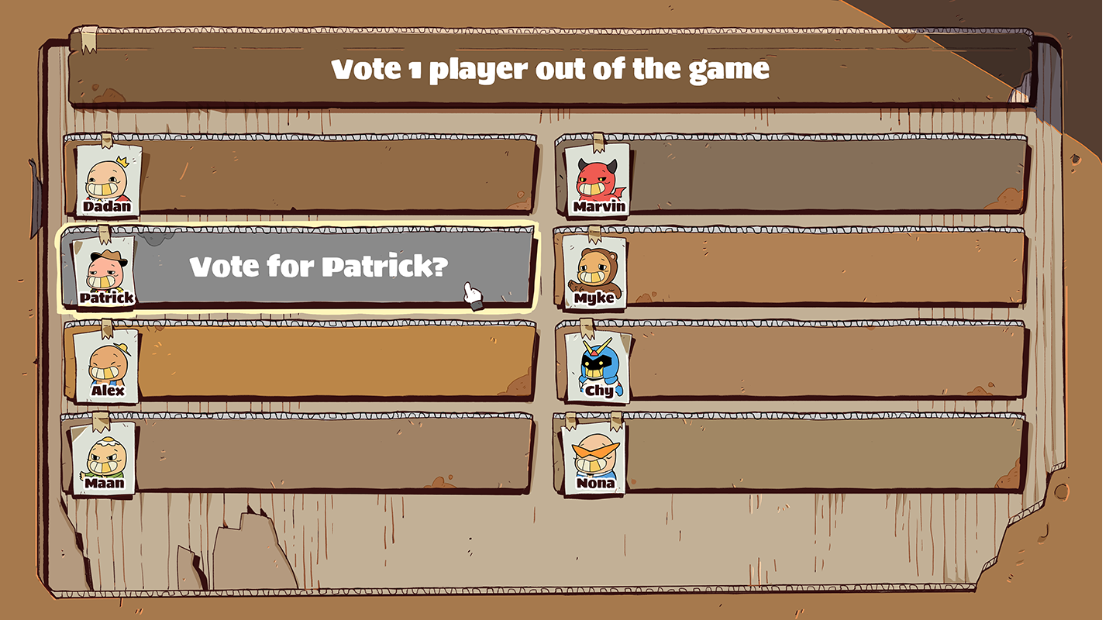 Vote 1 player out of the game
Dadan
Marvin
Patrick
Vote for Patrick?
Myke
Alex
Chy
Maan
Nona